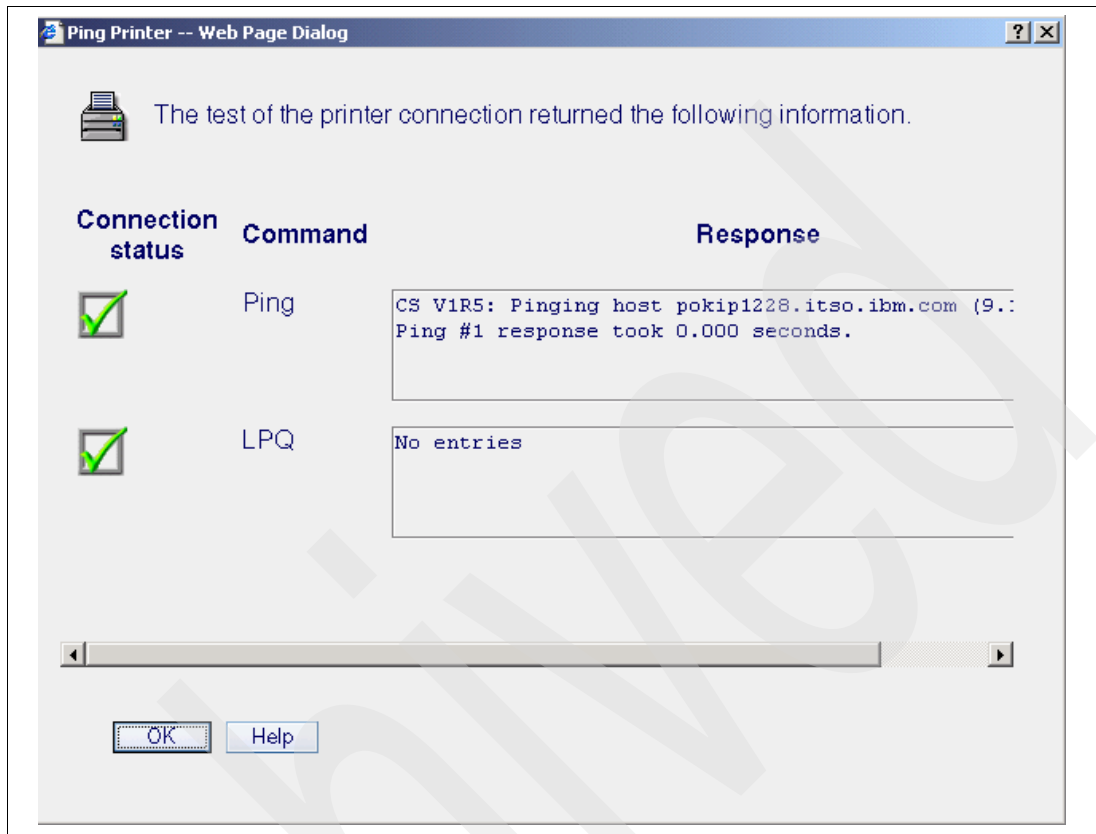 Ping Printer -- Web Page Dialog
The test of the printer connection returned the following information.
Connection status
Command
Response
Ping
CS V1R5: Pinging host pokip1228.itso.ibm.com (9.
Ping #1 response took 0.000 seconds.
LPQ
No entries
OK
Help